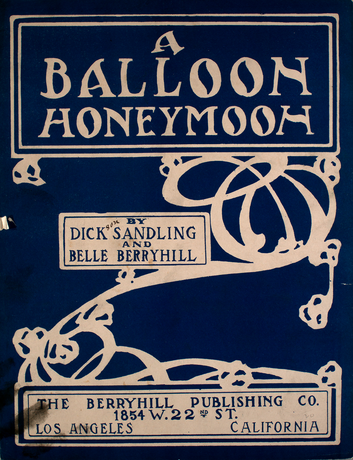 A
BALLOON
HONEYMOON
BY
DICK SANDLING
AND
BELLE BERRYHILL
THE BERRYHILL PUBLISHING CO.
1854 W. 22ND ST.
LOS ANGELES CALIFORNIA